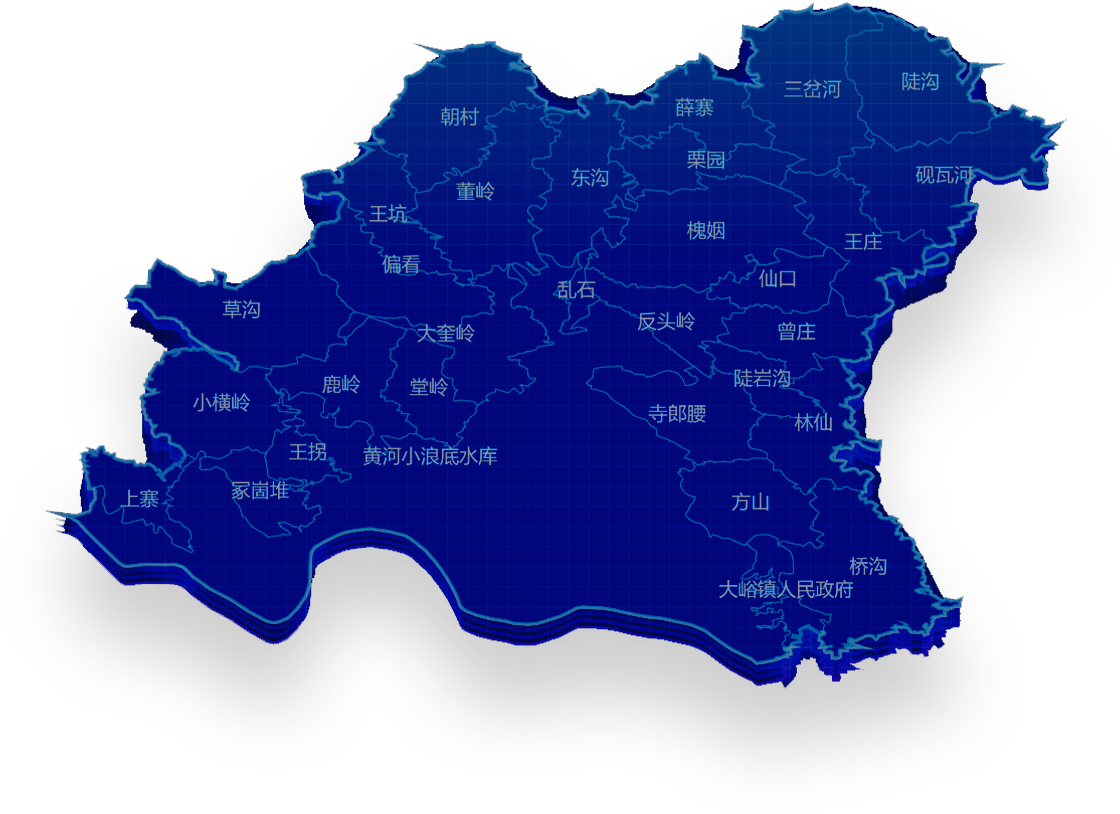 陡沟
三岔河
薛寨
朝村
栗园
砚瓦河
东沟
董岭
王坑
槐姻
王庄
偏看
仙口
乱石
草沟
反头岭
曾庄
大奎岭
陡岩沟
鹿岭
堂岭
小横岭
寺郎腰
林仙
王拐
黄河小浪底水库
冢崮堆
上寨
方山
桥沟
大峪镇人民政府